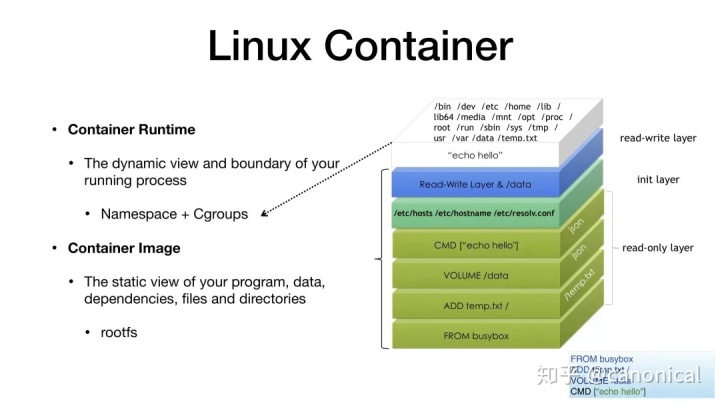 Linux Container
• Container Runtime
• The dynamic view and boundary of your
running process
• Namespace + Cgroups
• Container Image
• The static view of your program, data,
dependencies, files and directories
• rootfs
/bin /dev /etc /home /lib /
lib64 /media /mnt /opt /proc /
root /run /sbin /sys /tmp /
usr /var /data /temp.txt
"echo hello"
Read-Write Layer & /data
/etc/hosts /etc/hostname /etc/resolv.conf
CMD ["echo hello"]
VOLUME /data
ADD temp.txt /
FROM busybox
json
json
/temp.txt
read-write layer
init layer
read-only layer
FROM busybox
ADD temp.txt /
VOLUME /data
CMD ["echo hello"]
知乎 @canonical